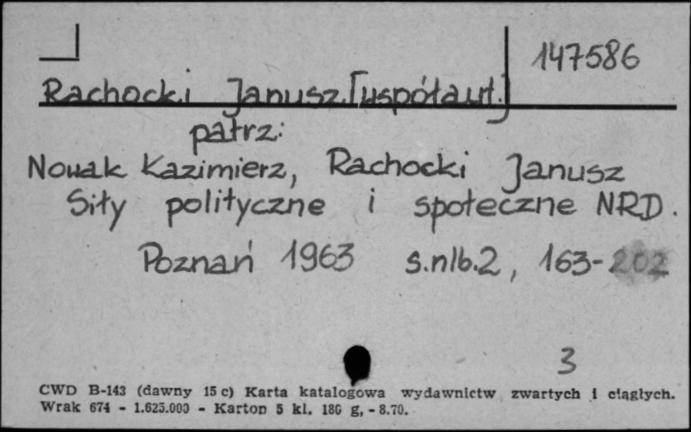 147586
Rachocki Janusz [współaut.]
patrz:
Nowak Kazimierz, Rachocki Janusz
Siły polityczne i społeczne NRD.
Poznań 1963 s.nlb.2, 163-202
3
CWD B-143 (dawny 15 c) Karta katalogowa wydawnictw zwartych i ciągłych.
Wrak 674 - 1.625.000 - Karton 5 kl. 180 g. - 8.70.